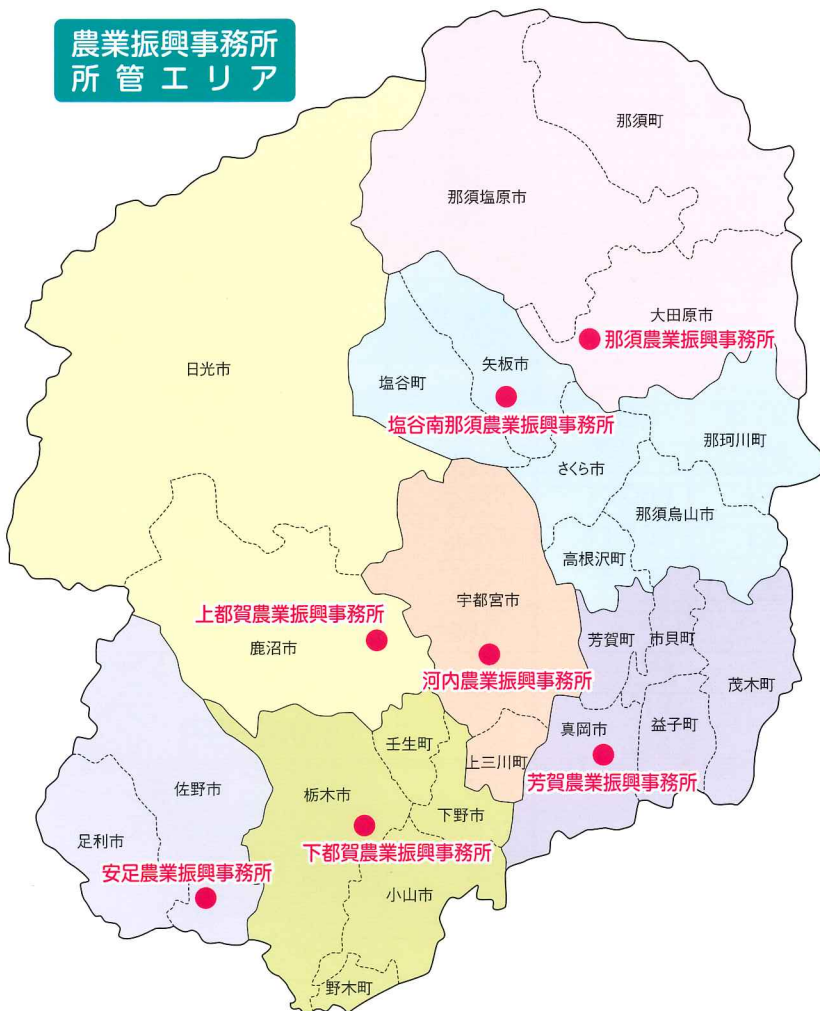 農業振興事務所
所管エリア
那須町
那須塩原市
大田原市
那須農業振興事務所
日光市
矢板市
塩谷町
塩谷南那須農業振興事務所
那珂川町
さくら市
那須烏山市
高根沢町
宇都宮市
上都賀農業振興事務所
鹿沼市
芳賀町
市貝町
河内農業振興事務所
茂木町
真岡市
益子町
壬生町
上三川町
芳賀農業振興事務所
佐野市
栃木市
下野市
足利市
下都賀農業振興事務所
安足農業振興事務所
小山市
野木町